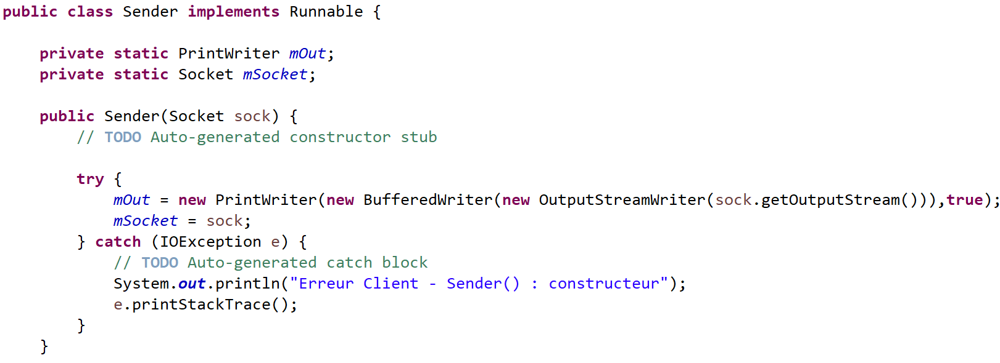 public class Sender implements Runnable {
private static PrintWriter mOut;
private static Socket mSocket;
public Sender(Socket sock) {
// TODO Auto-generated constructor stub
try {
mOut = new PrintWriter(new BufferedWriter(new OutputStreamWriter(sock.getOutputStream())),true);
mSocket = sock;
} catch (IOException e) {
// TODO Auto-generated catch block
System.out.println("Erreur Client - Sender() : constructeur");
e.printStackTrace();
}
}